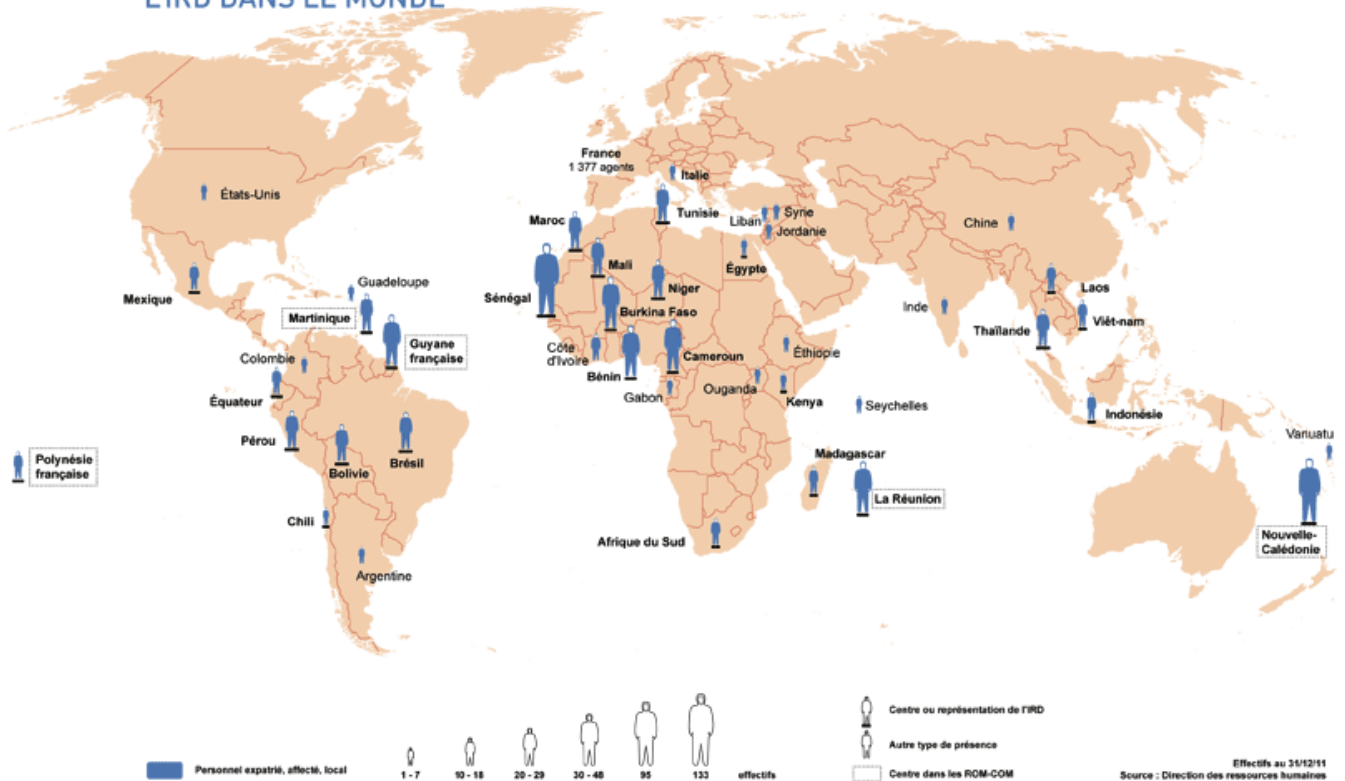 L'IRD DANS LE MONDE
France
1 377 agents
Italie
États-Unis
Tunisie
Liban
Syrie
Jordanie
Chine
Maroc
Mali
Égypte
Mexique
Guadeloupe
Sénégal
Niger
Laos
Martinique
Burkina Faso
Inde
Viêt-nam
Thaïlande
Guyane
française
Colombie
Côte
d'Ivoire
Cameroun
Éthiopie
Bénin
Gabon
Ouganda
Kenya
Équateur
Seychelles
Indonésie
Pérou
Brésil
Bolivie
Vanuatu
Polynésie
française
Madagascar
La Réunion
Chili
Afrique du Sud
Nouvelle-
Calédonie
Argentine
Personnel expatrié, affecté, local
1 - 7
10 - 18
20 - 29
30 - 48
95
133
effectifs
Centre ou représentation de l'IRD
Autre type de présence
Centre dans les ROM-COM
Effectifs au 31/12/11
Source : Direction des ressources humaines